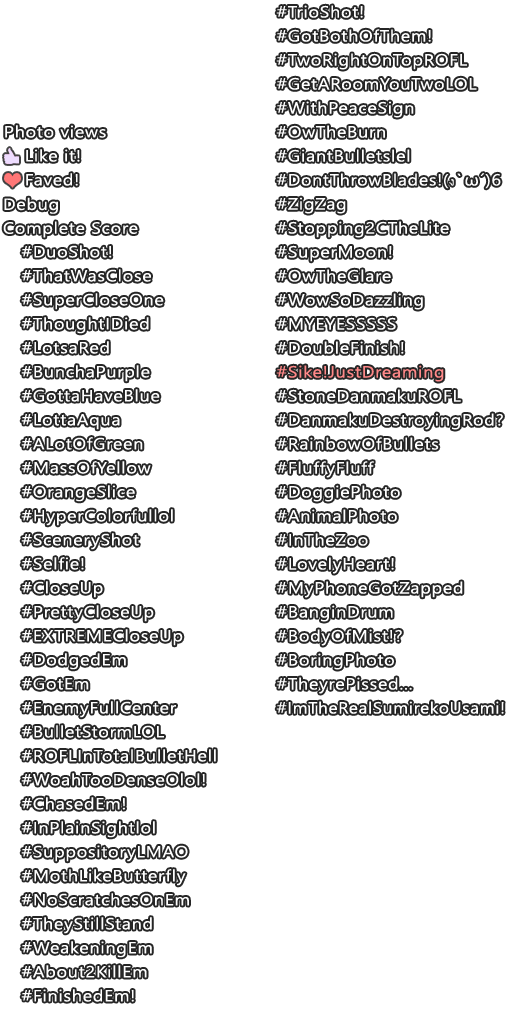 Photo views
Like it!
Faved!
Debug
Complete Score
#DuoShot!
#ThatWasClose
#SuperCloseOne
#ThoughtIDied
#LotsaRed
#BunchaPurple
#GottaHaveBlue
#LottaAqua
#ALotOfGreen
#MassOfYellow
#OrangeSlice
#HyperColorfullol
#SceneryShot
#Selfie!
#CloseUp
#PrettyCloseUp
#EXTREMECloseUp
#DodgedEm
#GotEm
#EnemyFullCenter
#BulletStormLOL
#ROFLInTotalBulletHell
#WoahTooDenseOlol!
#ChasedEm!
#InPlainSightlol
#SuppositoryLMAO
#MothLikeButterfly
#NoScratchesOnEm
#TheyStillStand
#WeakeningEm
#About2KillEm
#FinishedEm!
#TrioShot!
#GotBothOfThem!
#TwoRightOnTopROFL
#GetARoomYouTwoLOL
#WithPeaceSign
#OwTheBurn
#GiantBulletslel
#DontThrowBlades!(ง`ω´)6
#ZigZag
#Stopping2CTheLite
#SuperMoon!
#OwTheGlare
#WowSoDazzling
#MYEYESSSSS
#DoubleFinish!
#Sike!JustDreaming
#StoneDanmakuROFL
#DanmakuDestroyingRod?
#RainbowOfBullets
#FluffyFluff
#DoggiePhoto
#AnimalPhoto
#InTheZoo
#LovelyHeart!
#MyPhoneGotZapped
#BanginDrum
#BodyOfMist!?
#BoringPhoto
#TheyrePissed...
#ImTheRealSumirekoUsami!